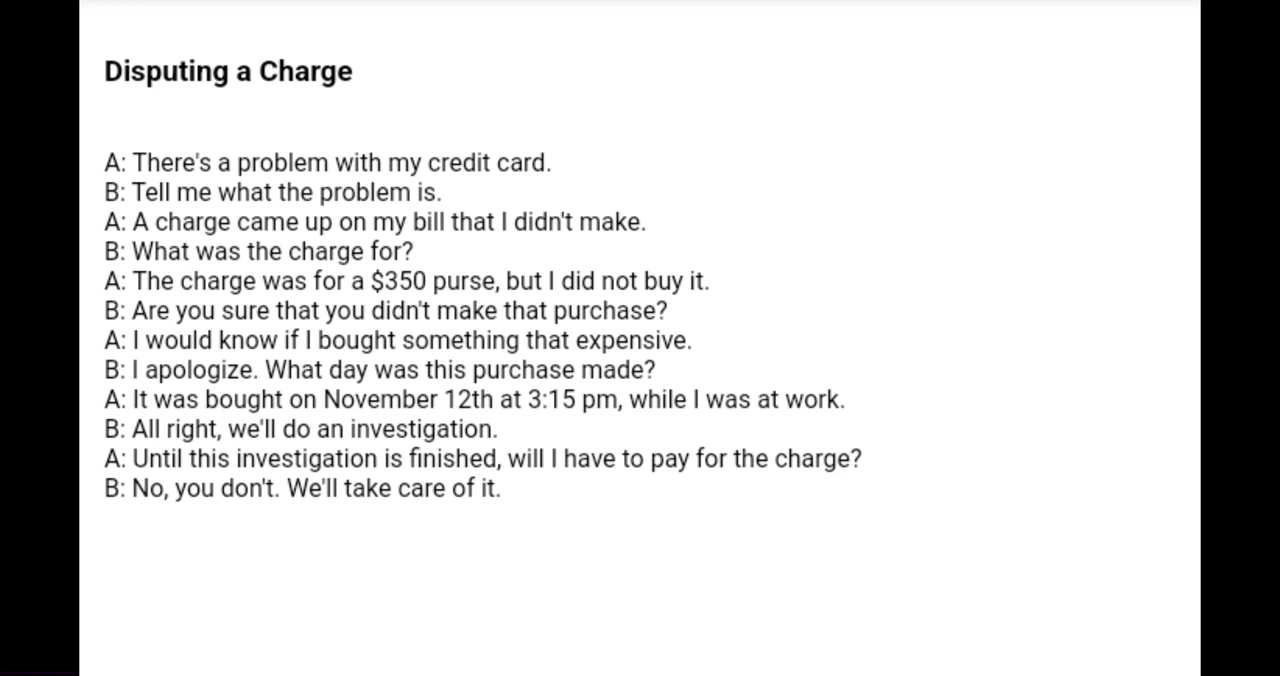 Disputing a Charge
A: There's a problem with my credit card.
B: Tell me what the problem is.
A: A charge came up on my bill that I didn't make.
B: What was the charge for?
A: The charge was for a $350 purse, but I did not buy it.
B: Are you sure that you didn't make that purchase?
A: I would know if I bought something that expensive.
B: I apologize. What day was this purchase made?
A: It was bought on November 12th at 3:15 pm, while I was at work.
B: All right, we'll do an investigation.
A: Until this investigation is finished, will I have to pay for the charge?
B: No, you don't. We'll take care of it.